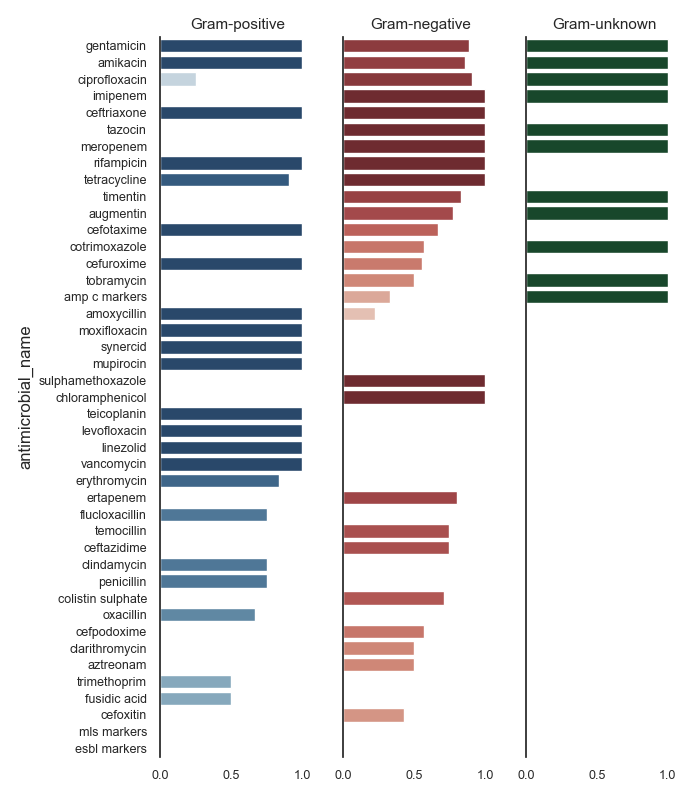 Gram-positive Gram-negative Gram-unknown
gentamicin
amikacin
ciprofloxacin
imipenem
ceftriaxone
tazocin
meropenem
rifampicin
tetracycline
timentin
augmentin
cefotaxime
cotrimoxazole
cefuroxime
tobramycin
amp c markers
amoxycillin
moxifloxacin
synercid
mupirocin
sulphamethoxazole
chloramphenicol
teicoplanin
levofloxacin
linezolid
vancomycin
erythromycin
ertapenem
flucloxacillin
temocillin
ceftazidime
clindamycin
penicillin
colistin sulphate
oxacillin
cefpodoxime
clarithromycin
aztreonam
trimethoprim
fusidic acid
cefoxitin
mls markers
esbl markers
antimicrobial_name
0.0 0.5 1.0 0.0 0.5 1.0 0.0 0.5 1.0